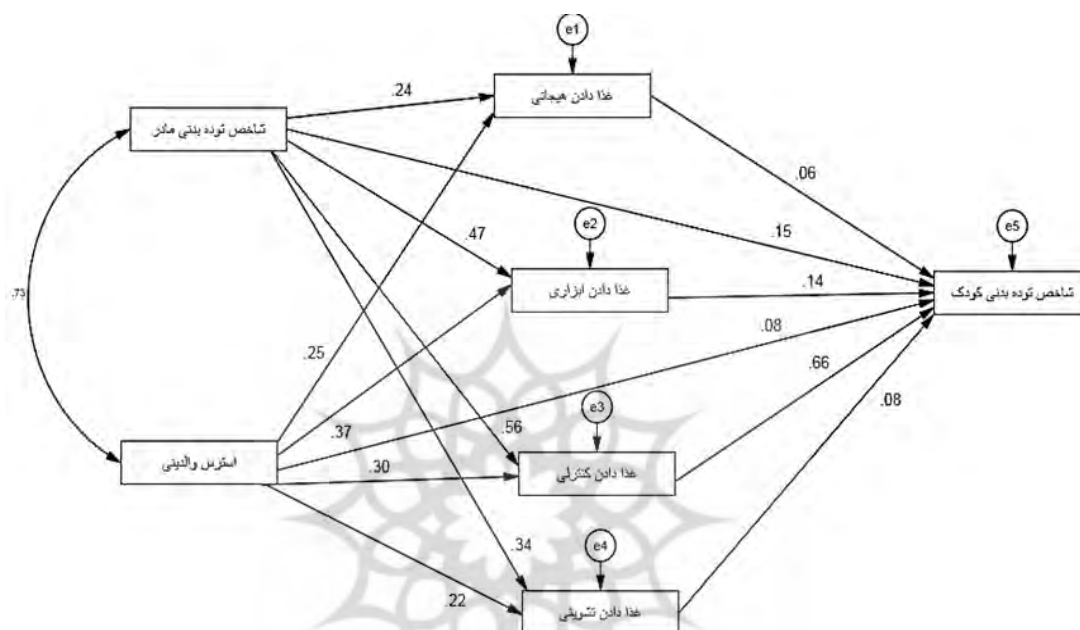 e1
غذا دادن هیجانی
.24
شاخص توده بدنی مادر
.06
e2
e5
.15
.47
شاخص توده بدنی کودک
غذا دادن ابزاری
.14
.08
.25
.66
e3
.08
.37
.56
استرس والدینی
غذا دادن کنترلی
.30
e4
.34
غذا دادن تشویقی
.22